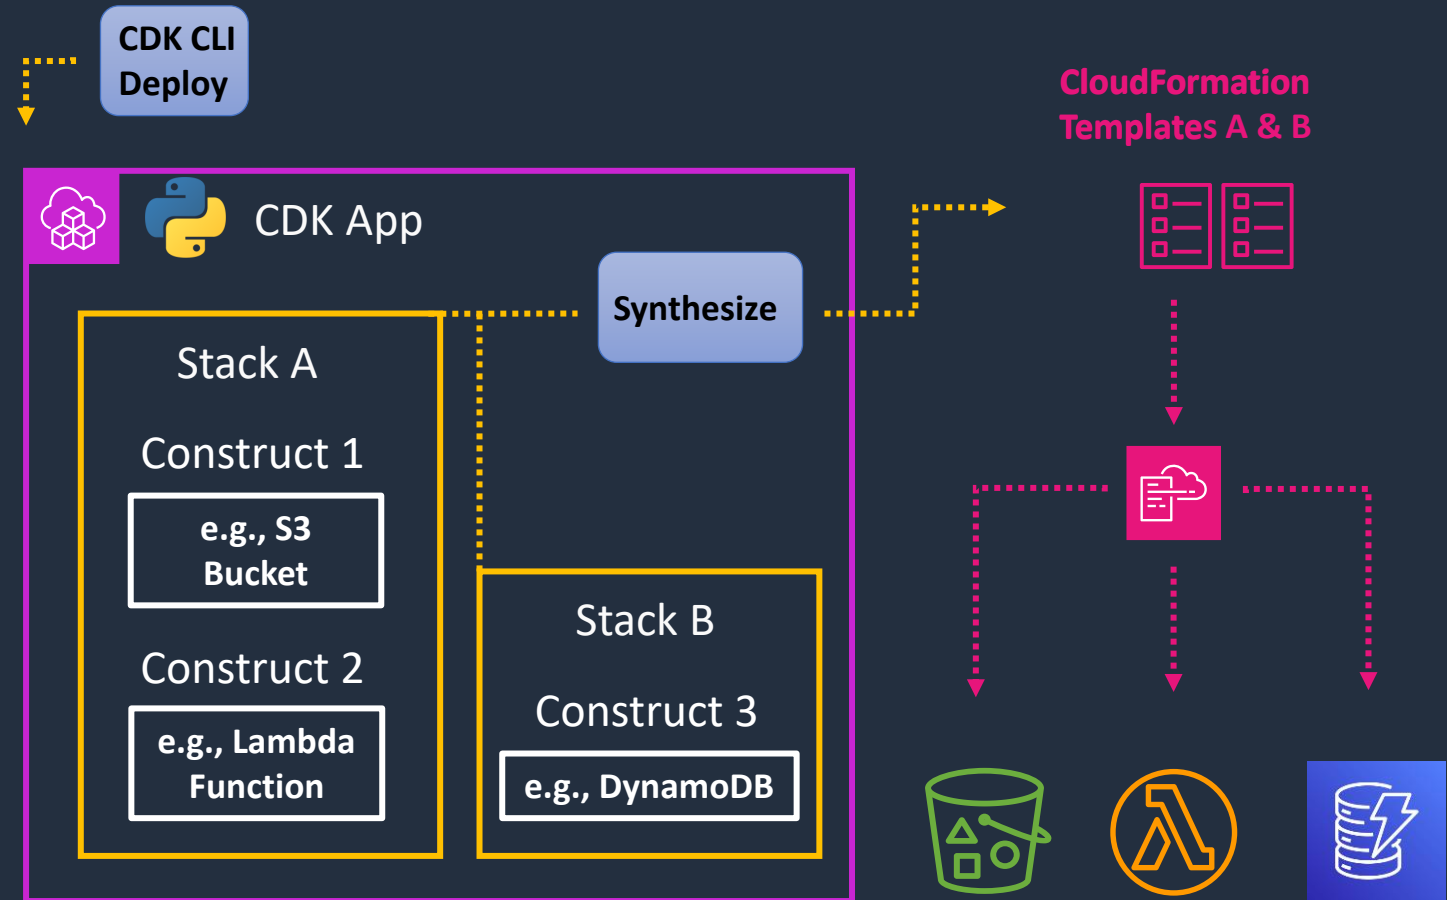 CDK CLI
Deploy
CloudFormation
Templates A & B
CDK App
Synthesize
Stack A
Construct 1
e.g., S3
Bucket
Construct 2
e.g., Lambda
Function
Stack B
Construct 3
e.g., DynamoDB